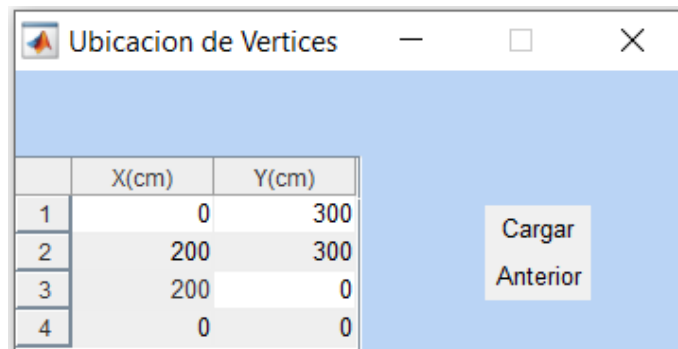 Ubicacion de Vertices
X(cm) Y(cm)
1 0 300
2 200 300
3 200 0
4 0 0
Cargar
Anterior